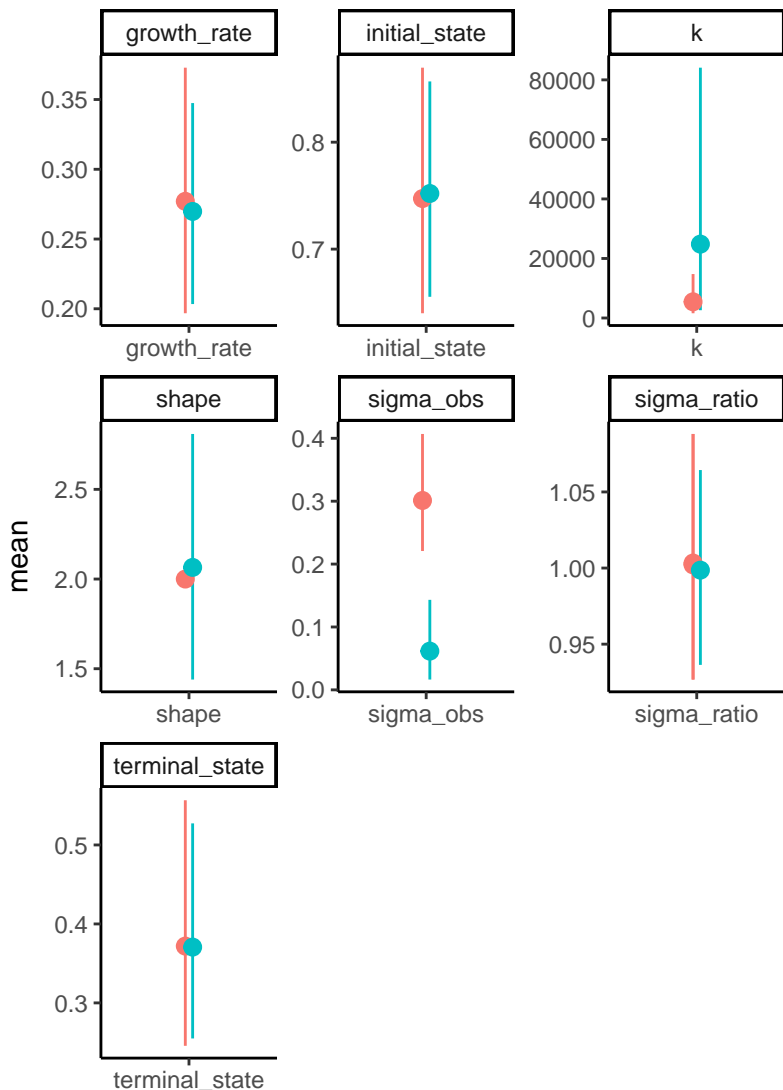 growth_rate
initial_state
k
0.35
0.30
0.25
0.20
0.8
0.7
80000
60000
40000
20000
0
growth_rate
initial_state
k
shape
sigma_obs
sigma_ratio
mean
2.5
2.0
1.5
0.4
0.3
0.2
0.1
0.0
1.05
1.00
0.95
shape
sigma_obs
sigma_ratio
terminal_state
0.5
0.4
0.3
terminal_state